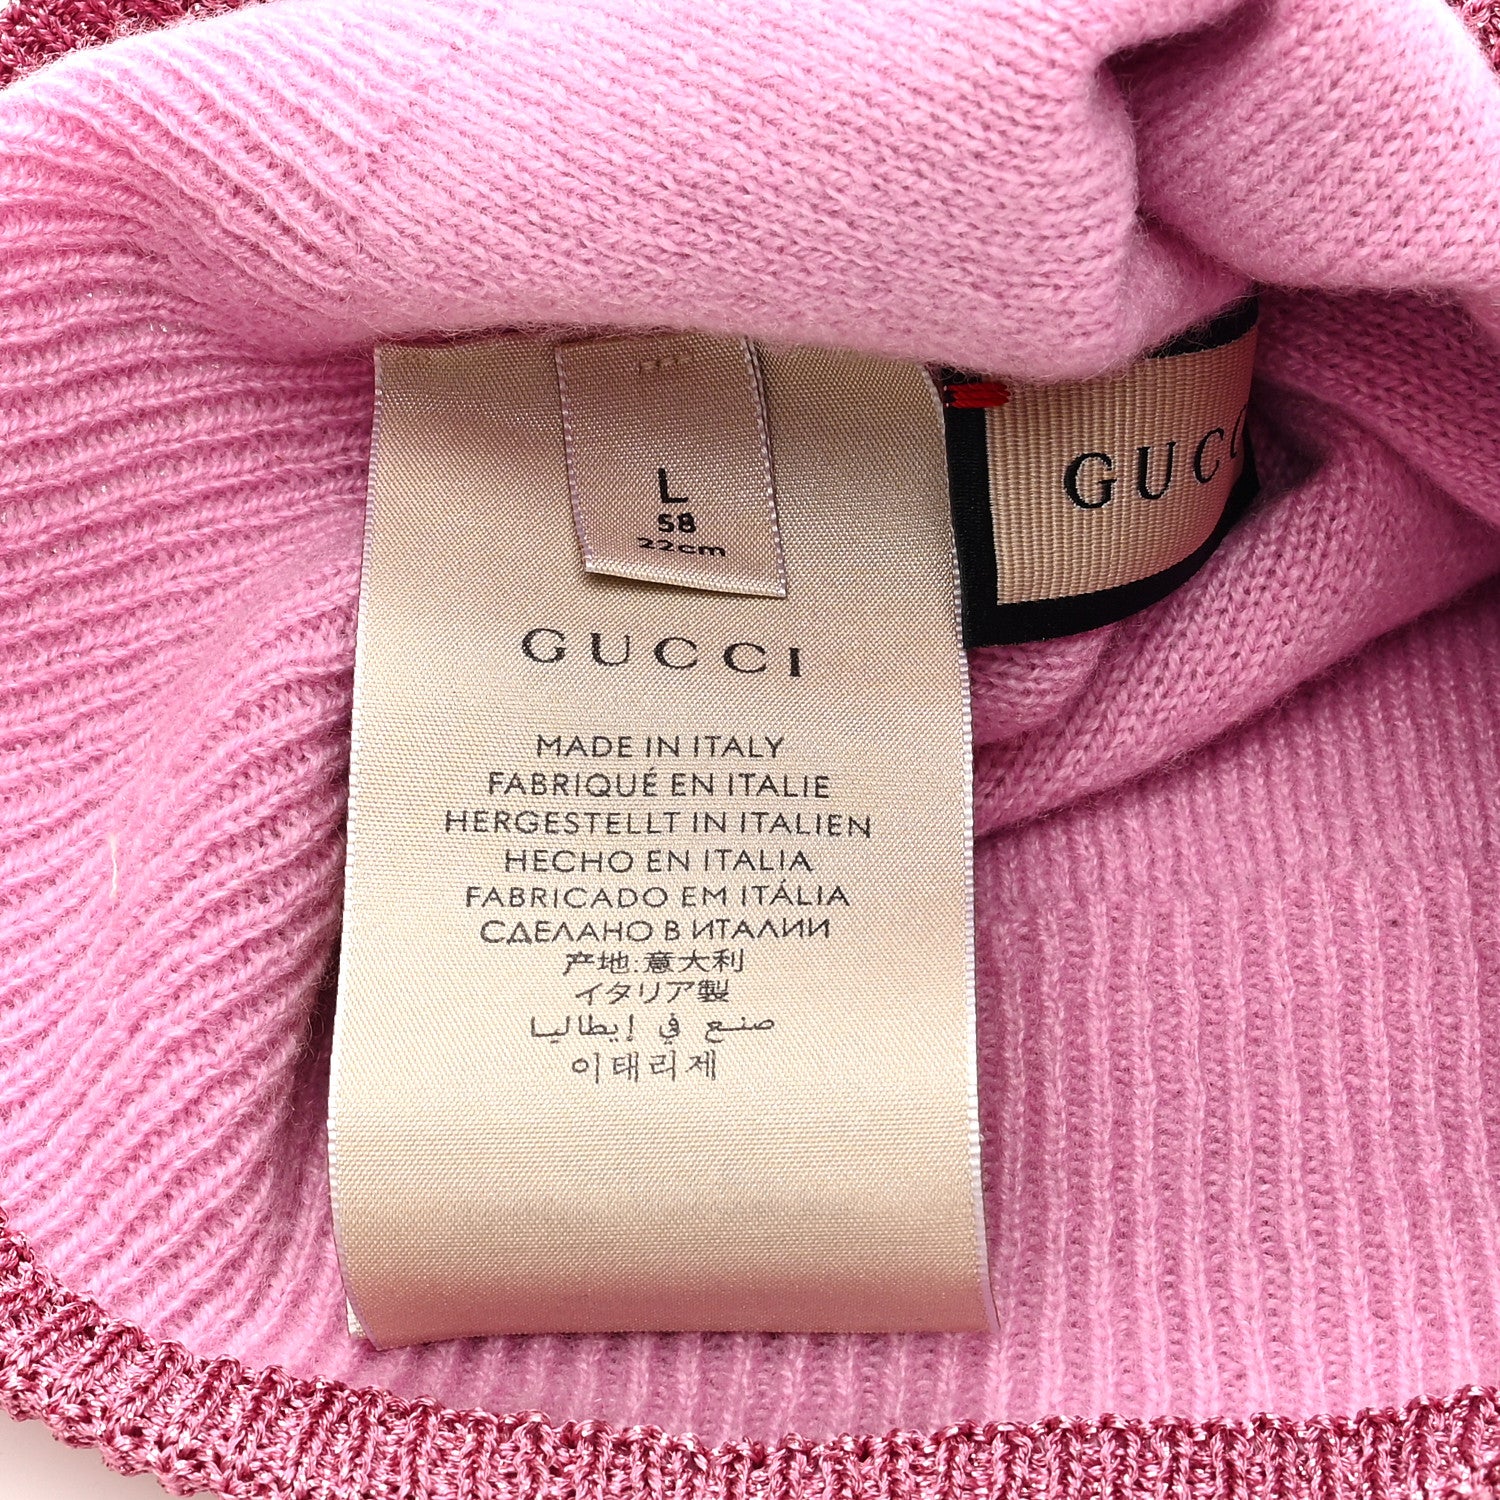 L
58
22cm
GUCCI
GUCCI
MADE IN ITALY
FABRIQUÉ EN ITALIE
HERGESTELLT IN ITALIEN
HECHO EN ITALIA
FABRICADO EM ITÁLIA
СДЕЛАНО В ИТАЛИИ
产地:意大利
イタリア製
صنع في إيطاليا
이태리제